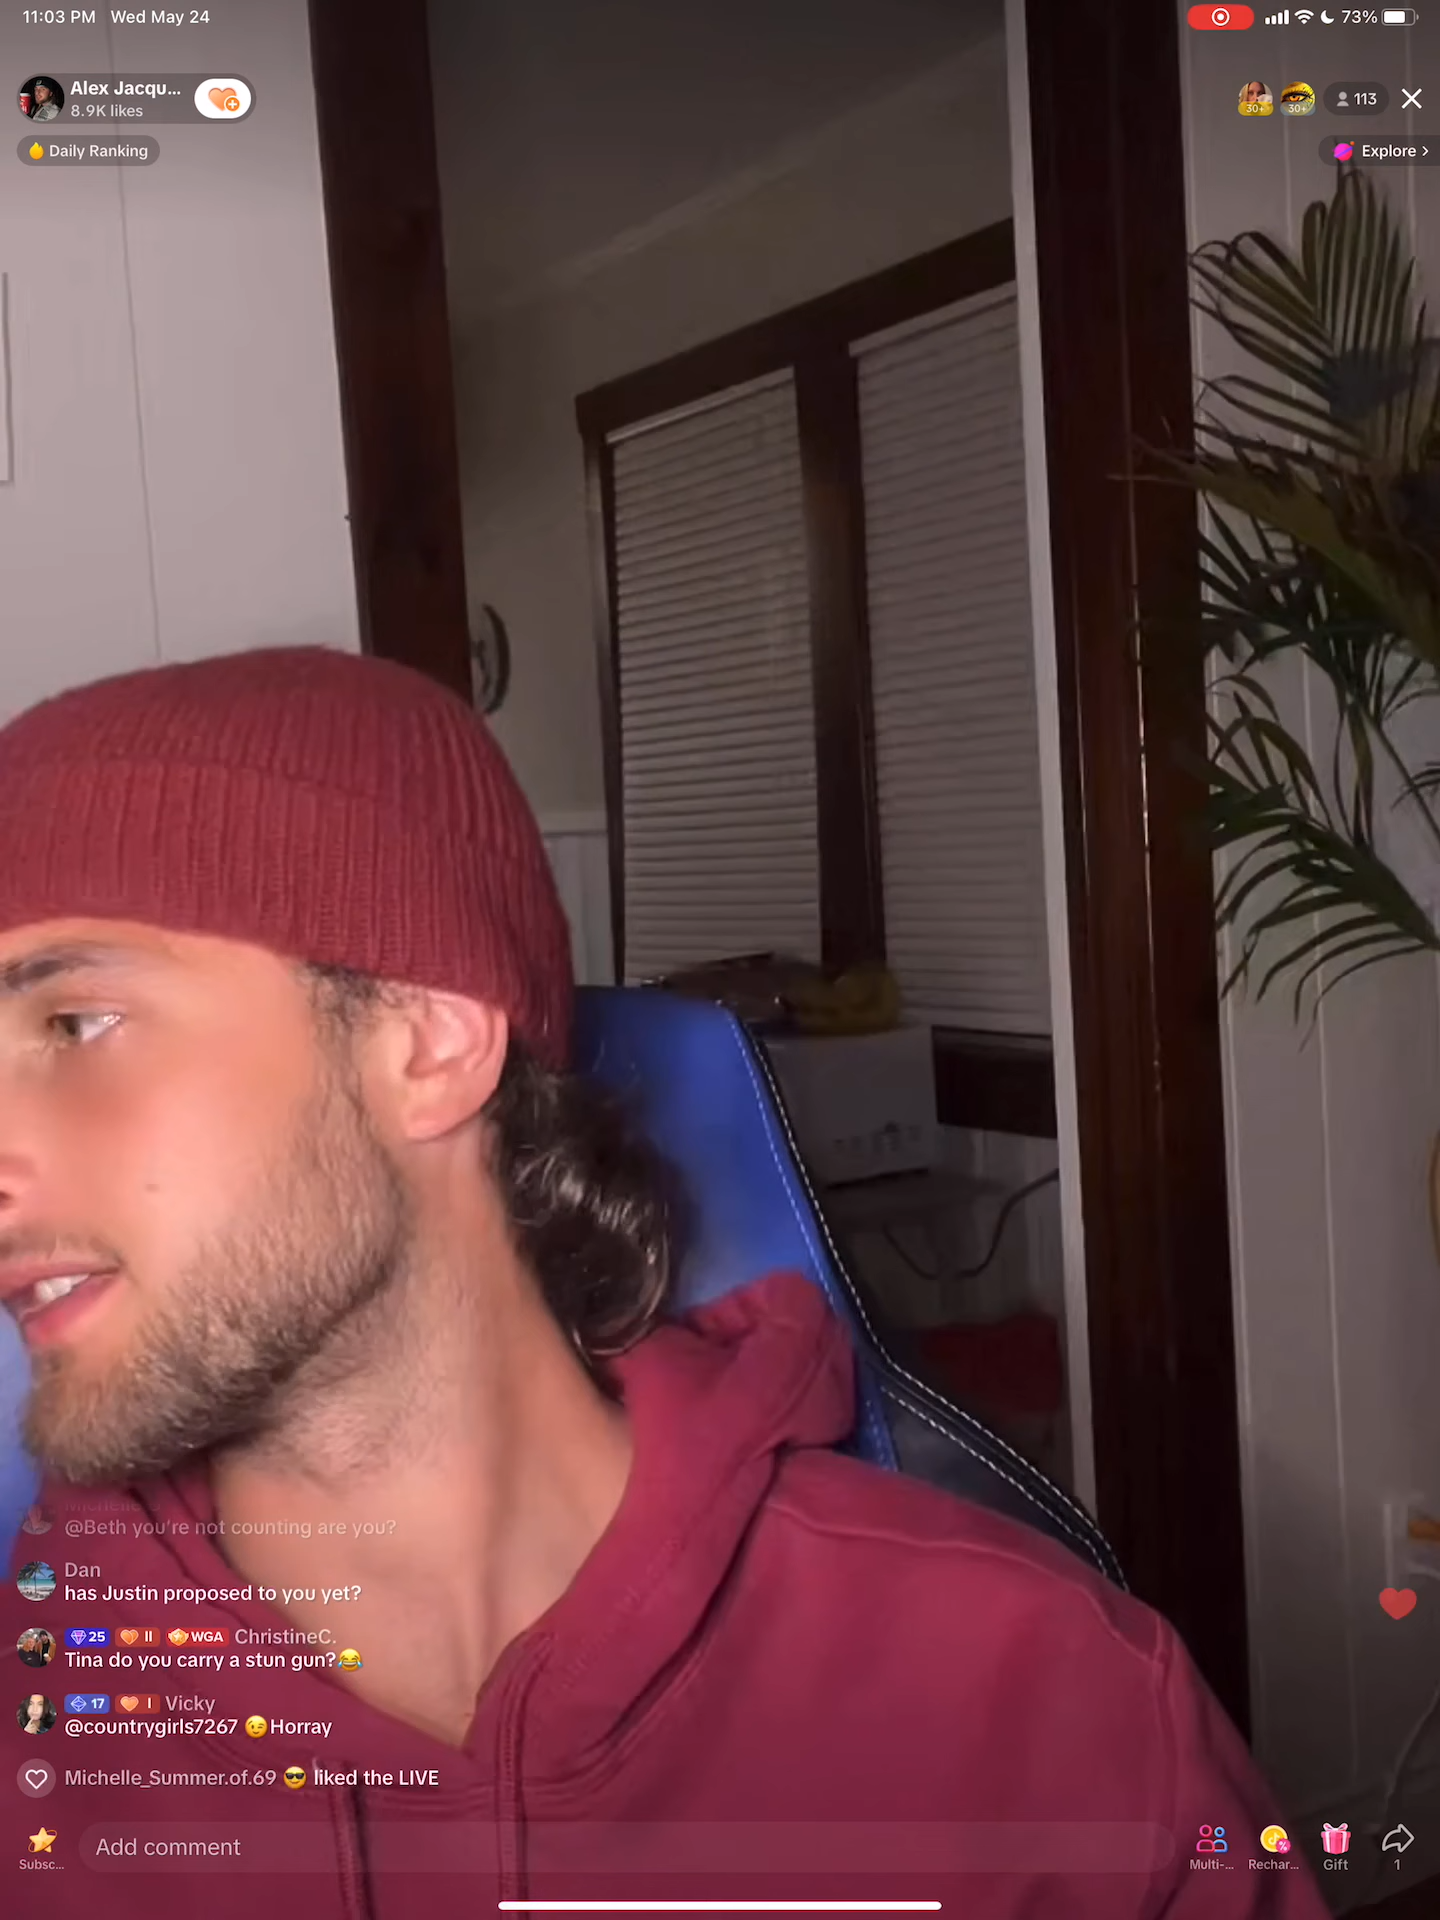 11:03 PM Wed May 24
73%
Alex Jacqu...
8.9K likes
30+
30+
113
Daily Ranking
Explore >
Michelle
@Beth you're not counting are you?
Dan
has Justin proposed to you yet?
25 II WGA ChristineC.
Tina do you carry a stun gun?😂
17 I Vicky
@countrygirls7267 😉Horray
Michelle_Summer.of.69 😎 liked the LIVE
Subsc...
Add comment
Multi-...
Rechar...
Gift
1